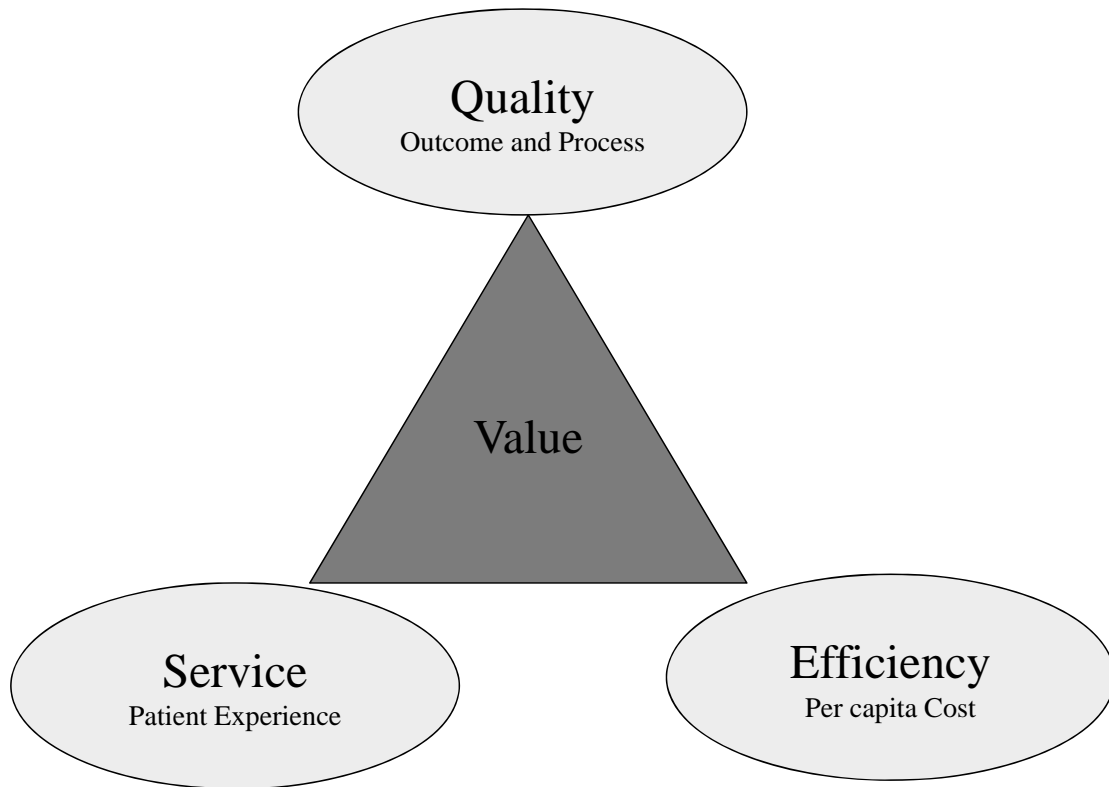 Quality
Outcome and Process
Value
Service
Patient Experience
Efficiency
Per capita Cost